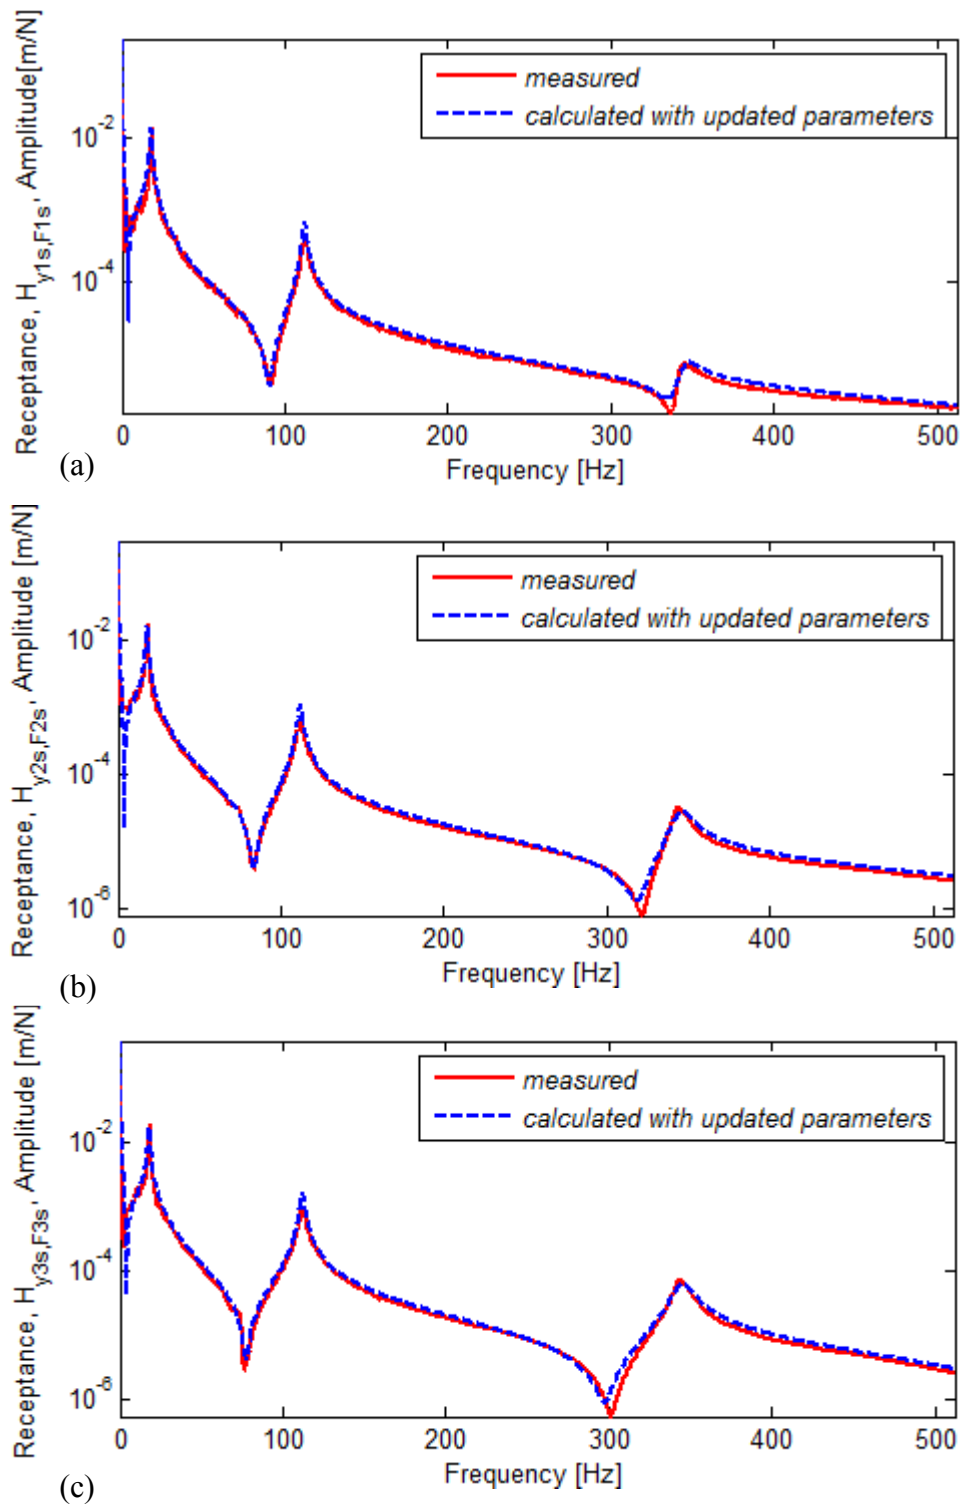 Receptance, H_y1s,F1s, Amplitude[m/N]
10^-2
10^-4
measured
calculated with updated parameters
0 100 200 300 400 500
Frequency [Hz]
(a)
Receptance, H_y2s,F2s, Amplitude [m/N]
10^-2
10^-4
10^-6
measured
calculated with updated parameters
0 100 200 300 400 500
Frequency [Hz]
(b)
Receptance, H_y3s,F3s, Amplitude [m/N]
10^-2
10^-4
10^-6
measured
calculated with updated parameters
0 100 200 300 400 500
Frequency [Hz]
(c)